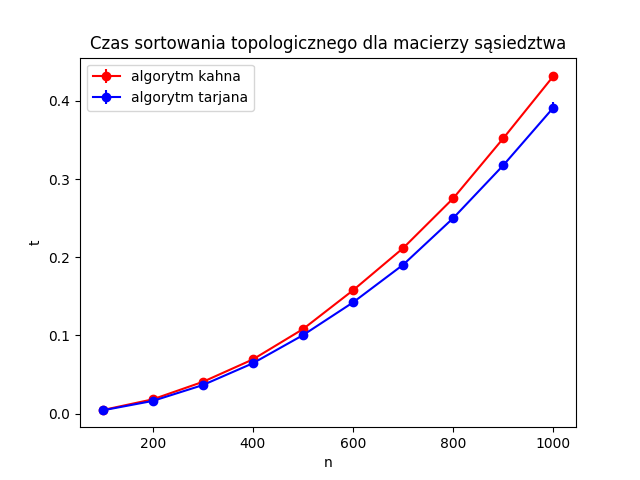 Czas sortowania topologicznego dla macierzy sąsiedztwa
algorytm kahna
algorytm tarjana
0.4
0.3
0.2
0.1
0.0
t
200 400 600 800 1000
n